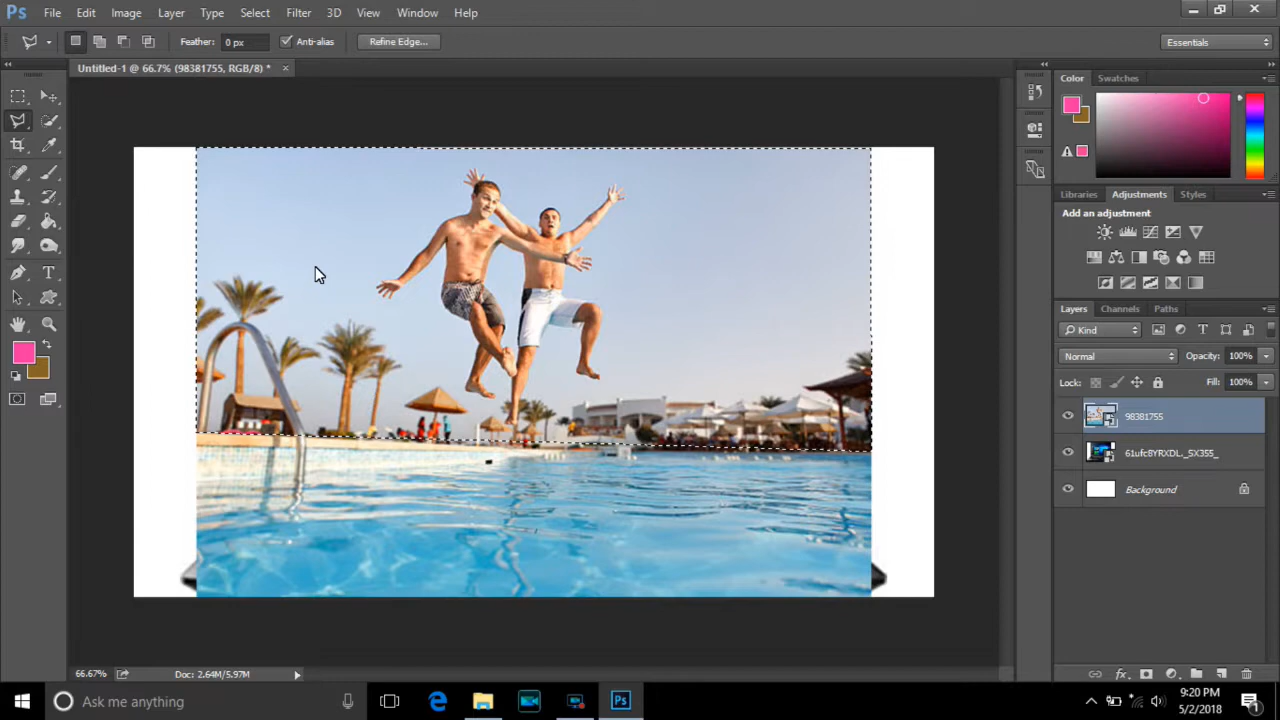 Ps File Edit Image Layer Type Select Filter 3D View Window Help
Feather: 0 px Anti-alias Refine Edge... Essentials
Untitled-1 @ 66.7% (98381755, RGB/8) * ×
Color Swatches
Libraries Adjustments Styles
Add an adjustment
Layers Channels Paths
Kind
Normal Opacity: 100%
Lock: Fill: 100%
98381755
61ufc8YRXDL._SX355_
Background
66.67% Doc: 2.64M/5.97M
Ask me anything
Ps
9:20 PM
5/2/2018
1